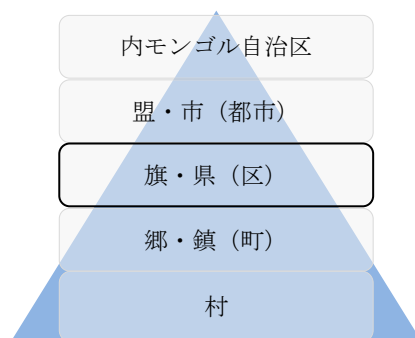 内モンゴル自治区
盟・市（都市）
旗・県（区）
郷・鎮（町）
村